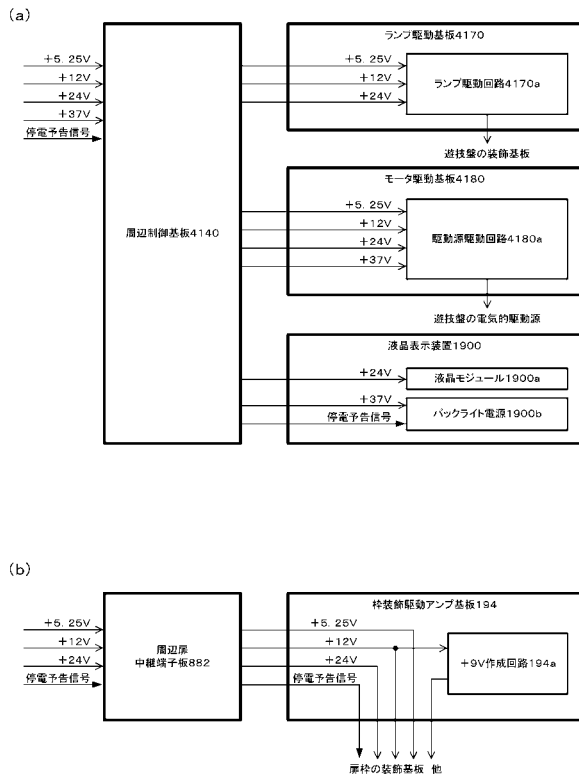 (a)
ランプ駆動基板4170
+5. 25V
+5. 25V
+12V
+12V
ランプ駆動回路4170a
+24V
+24V
+37V
停電予告信号
遊技盤の装飾基板
モータ駆動基板4180
+5. 25V
周辺制御基板4140
+12V
駆動源駆動回路4180a
+24V
+37V
遊技盤の電気的駆動源
液晶表示装置1900
+24V
液晶モジュール1900a
+37V
バックライト電源1900b
停電予告信号
(b)
枠装飾駆動アンプ基板194
+5. 25V
+5. 25V
+12V
周辺扉
中継端子板882
+12V
+9V作成回路194a
+24V
+24V
停電予告信号
停電予告信号
扉枠の装飾基板 他